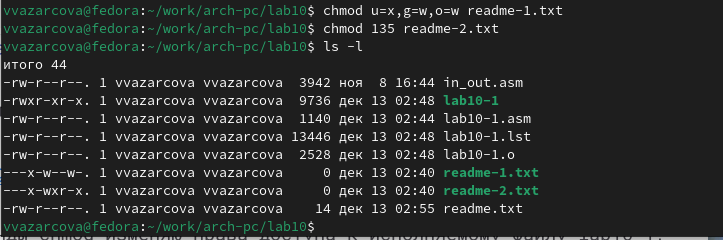 vvazarcova@fedora:~/work/arch-pc/lab10$ chmod u=x,g=w,o=w readme-1.txt
vvazarcova@fedora:~/work/arch-pc/lab10$ chmod 135 readme-2.txt
vvazarcova@fedora:~/work/arch-pc/lab10$ ls -l
итого 44
-rw-r--r--. 1 vvazarcova vvazarcova  3942 ноя  8 16:44 in_out.asm
-rwxr-xr-x. 1 vvazarcova vvazarcova  9736 дек 13 02:48 lab10-1
-rw-r--r--. 1 vvazarcova vvazarcova  1140 дек 13 02:44 lab10-1.asm
-rw-r--r--. 1 vvazarcova vvazarcova 13446 дек 13 02:48 lab10-1.lst
-rw-r--r--. 1 vvazarcova vvazarcova  2528 дек 13 02:48 lab10-1.o
---x-w--w-. 1 vvazarcova vvazarcova     0 дек 13 02:40 readme-1.txt
---x-wxr-x. 1 vvazarcova vvazarcova     0 дек 13 02:40 readme-2.txt
-rw-r--r--. 1 vvazarcova vvazarcova    14 дек 13 02:55 readme.txt
vvazarcova@fedora:~/work/arch-pc/lab10$